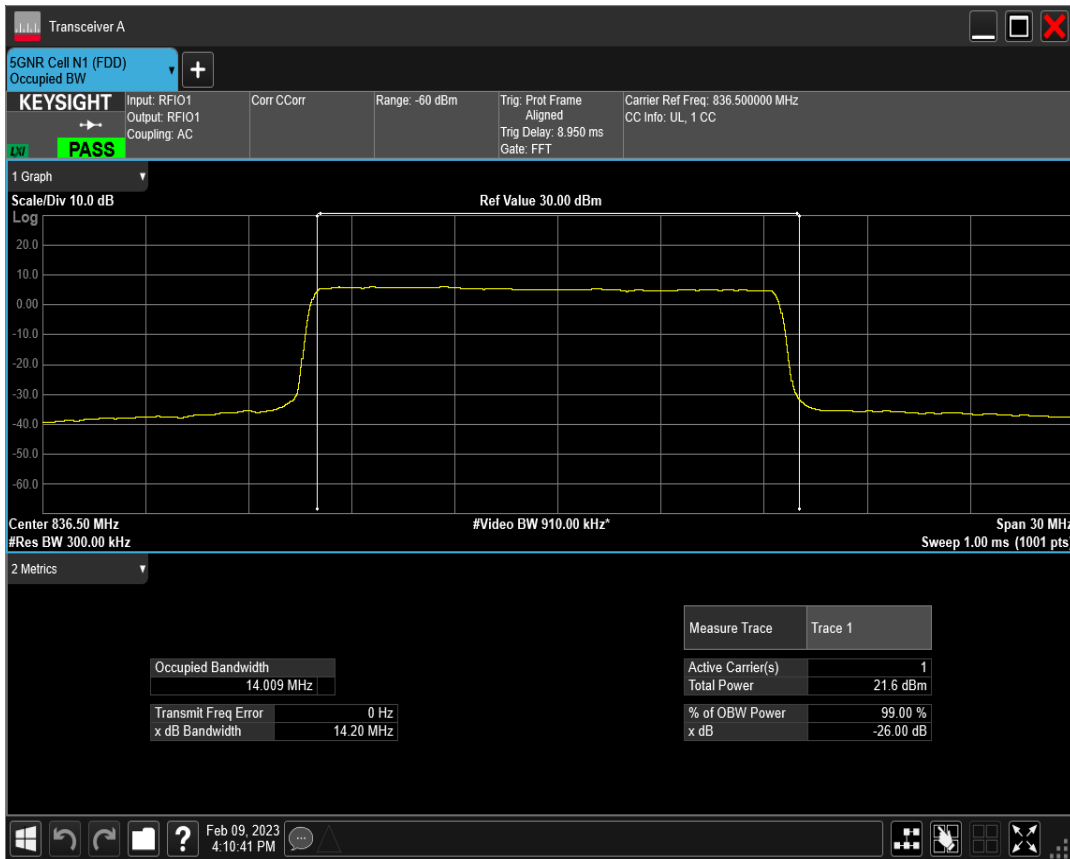 Transceiver A
5GNR Cell N1 (FDD)
Occupied BW
+
KEYSIGHT
LXI
PASS
Input: RFIO1
Output: RFIO1
Coupling: AC
Corr CCorr
Range: -60 dBm
Trig: Prot Frame
Aligned
Trig Delay: 8.950 ms
Gate: FFT
Carrier Ref Freq: 836.500000 MHz
CC Info: UL, 1 CC
1 Graph
Scale/Div 10.0 dB
Ref Value 30.00 dBm
Log
20.0
10.0
0.00
-10.0
-20.0
-30.0
-40.0
-50.0
-60.0
Center 836.50 MHz
#Video BW 910.00 kHz*
Span 30 MHz
#Res BW 300.00 kHz
Sweep 1.00 ms (1001 pts)
2 Metrics
Measure Trace Trace 1
Occupied Bandwidth
14.009 MHz
Active Carrier(s) 1
Total Power 21.6 dBm
Transmit Freq Error 0 Hz
x dB Bandwidth 14.20 MHz
% of OBW Power 99.00 %
x dB -26.00 dB
?
Feb 09, 2023
4:10:41 PM